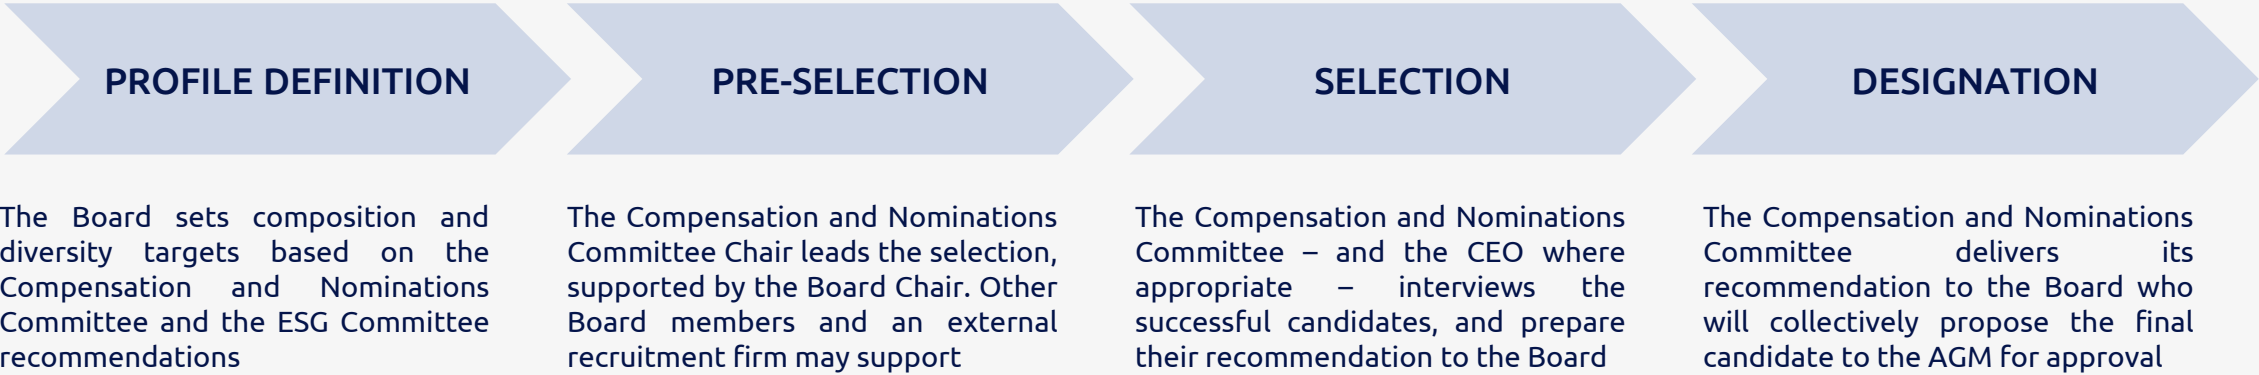 PROFILE DEFINITION
The Board sets composition and
diversity targets based on the
Compensation and Nominations
Committee and the ESG Committee
recommendations
PRE-SELECTION
The Compensation and Nominations
Committee Chair leads the selection,
supported by the Board Chair. Other
Board members and an external
recruitment firm may support
SELECTION
The Compensation and Nominations
Committee – and the CEO where
appropriate – interviews the
successful candidates, and prepare
their recommendation to the Board
DESIGNATION
The Compensation and Nominations
Committee delivers its
recommendation to the Board who
will collectively propose the final
candidate to the AGM for approval